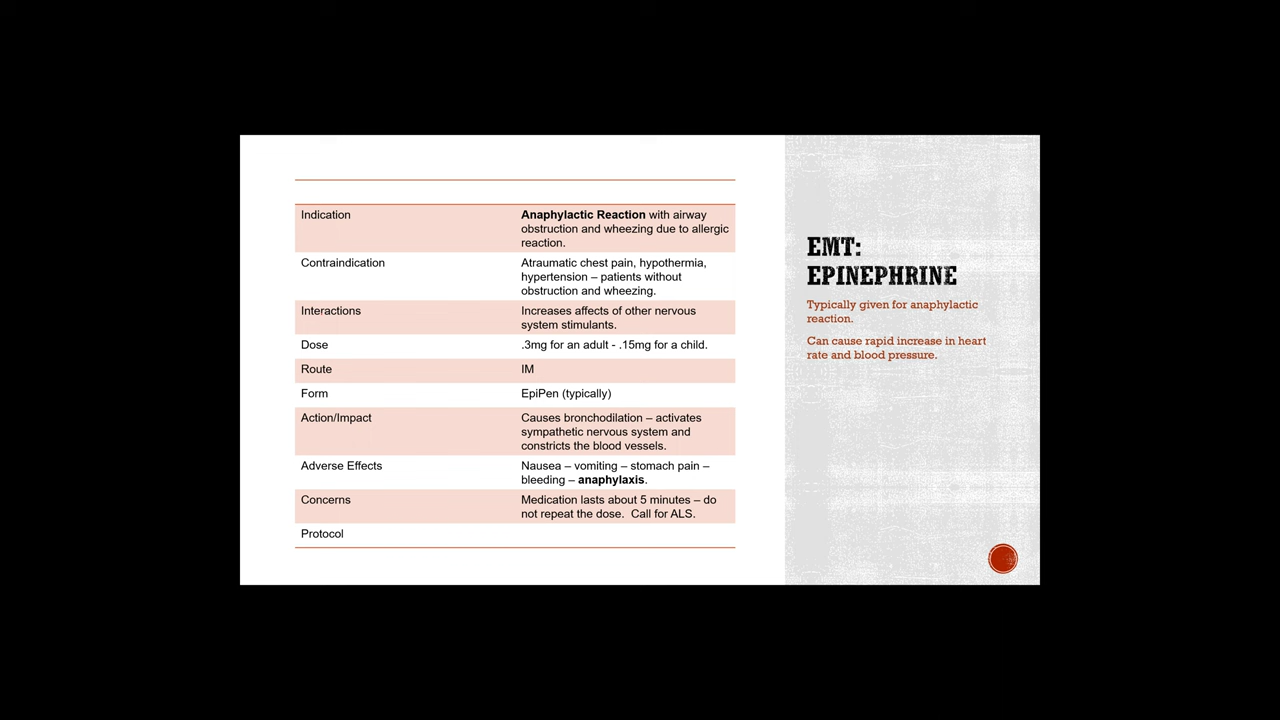 Indication
Anaphylactic Reaction with airway
obstruction and wheezing due to allergic
reaction.
Contraindication
Atraumatic chest pain, hypothermia,
hypertension – patients without
obstruction and wheezing.
Interactions
Increases affects of other nervous
system stimulants.
Dose
.3mg for an adult - .15mg for a child.
Route
IM
Form
EpiPen (typically)
Action/Impact
Causes bronchodilation – activates
sympathetic nervous system and
constricts the blood vessels.
Adverse Effects
Nausea – vomiting – stomach pain –
bleeding – anaphylaxis.
Concerns
Medication lasts about 5 minutes – do
not repeat the dose.  Call for ALS.
Protocol
EMT:
EPINEPHRINE
Typically given for anaphylactic
reaction.
Can cause rapid increase in heart
rate and blood pressure.